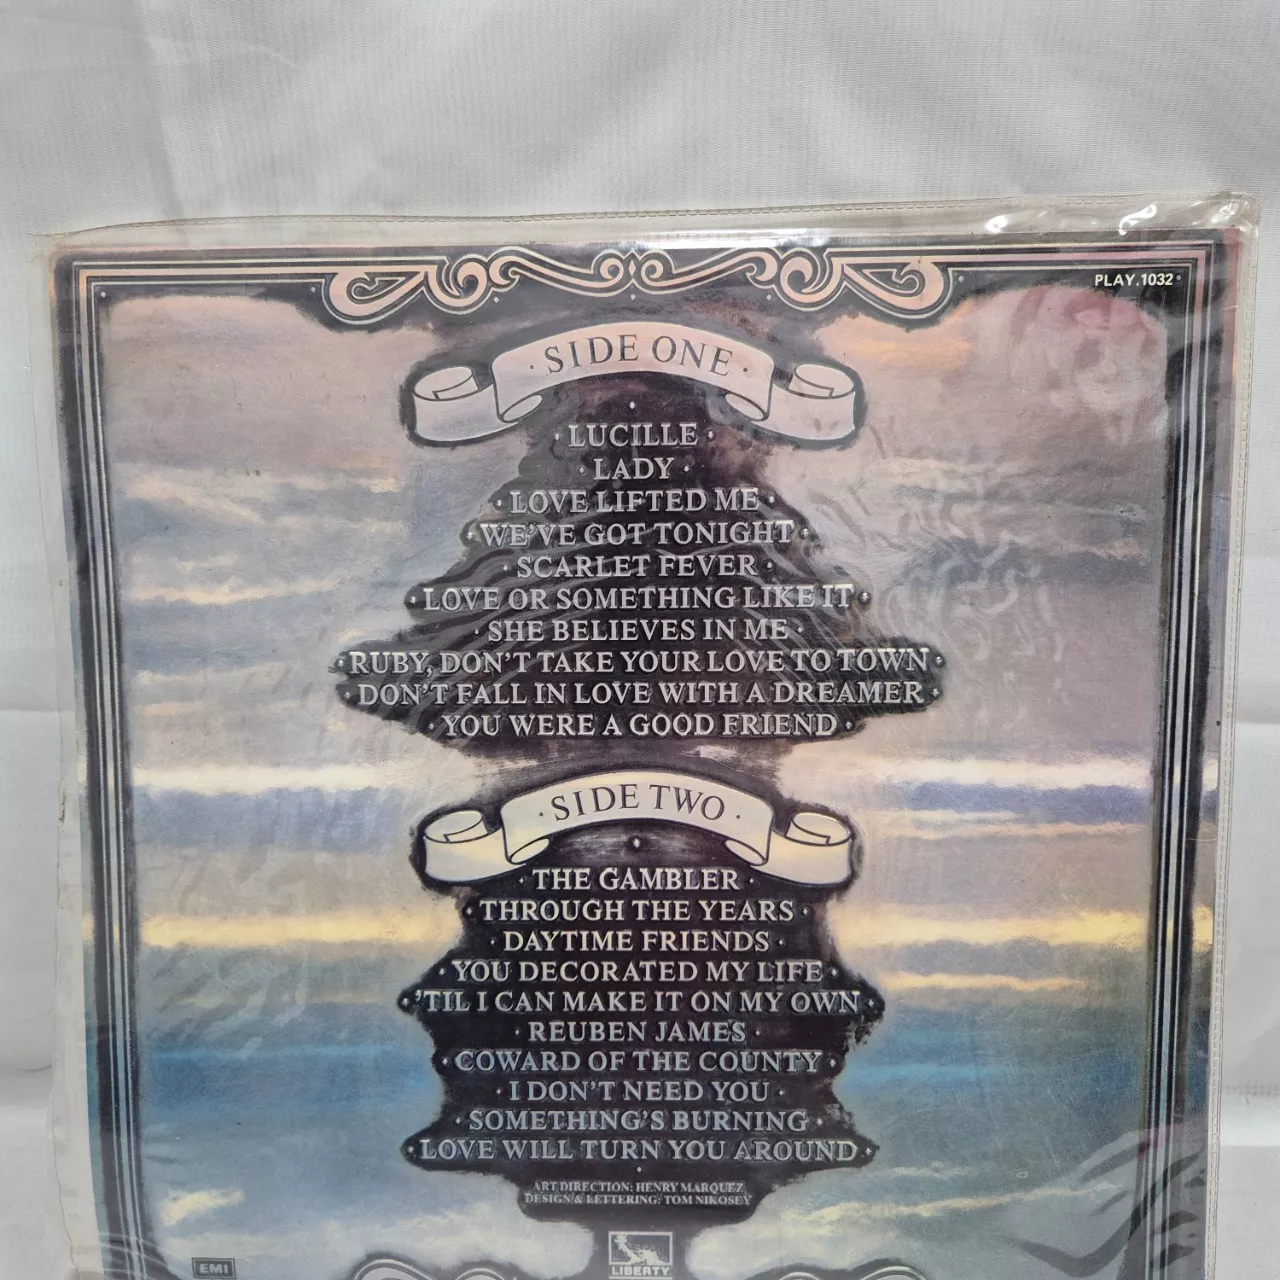 PLAY.1032
· SIDE ONE ·
· LUCILLE ·
· LADY ·
· LOVE LIFTED ME ·
· WE'VE GOT TONIGHT ·
· SCARLET FEVER ·
· LOVE OR SOMETHING LIKE IT ·
· SHE BELIEVES IN ME ·
· RUBY, DON'T TAKE YOUR LOVE TO TOWN ·
· DON'T FALL IN LOVE WITH A DREAMER ·
· YOU WERE A GOOD FRIEND ·
· SIDE TWO ·
· THE GAMBLER ·
· THROUGH THE YEARS ·
· DAYTIME FRIENDS ·
· YOU DECORATED MY LIFE ·
· 'TIL I CAN MAKE IT ON MY OWN ·
· REUBEN JAMES ·
· COWARD OF THE COUNTY ·
· I DON'T NEED YOU ·
· SOMETHING'S BURNING ·
· LOVE WILL TURN YOU AROUND ·
ART DIRECTION: HENRY MARQUEZ
DESIGN & LETTERING: TOM NIKOSEY
EMI
LIBERTY